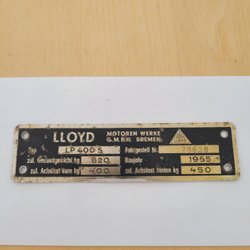 LLOYD MOTOREN WERKE
G.M.B.H. BREMEN
Typ LP 400 S Fahrgestell Nr. 79628
zul. Gesamtgewicht kg 820 Baujahr 1955
zul. Achslast vorn kg 400 zul. Achslast hinten kg 450